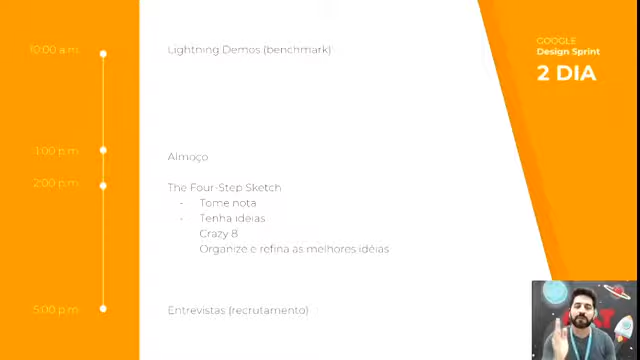 10:00 a.m.
Lightning Demos (benchmark)
GOOGLE
Design Sprint
2 DIA
1:00 p.m.
Almoço
2:00 p.m.
The Four-Step Sketch
- Tome nota
- Tenha ideias
Crazy 8
Organize e refina as melhores idéias
5:00 p.m.
Entrevistas (recrutamento)